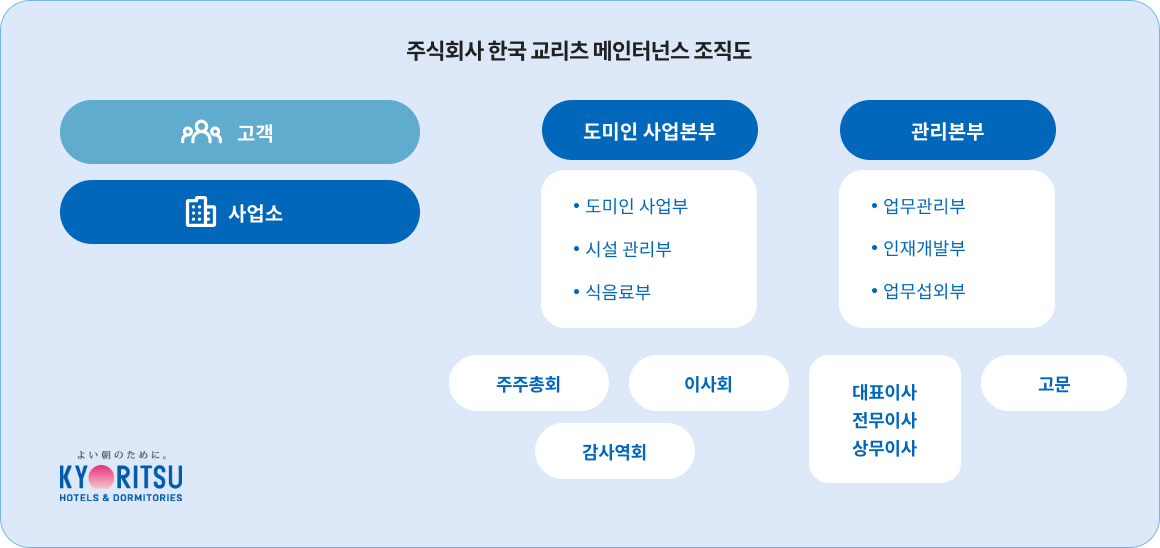 주식회사 한국 교리츠 메인터넌스 조직도
고객
사업소
도미인 사업본부
• 도미인 사업부
• 시설 관리부
• 식음료부
관리본부
• 업무관리부
• 인재개발부
• 업무섭외부
주주총회
이사회
감사역회
대표이사
전무이사
상무이사
고문
よい朝のために。
KYORITSU
HOTELS & DORMITORIES